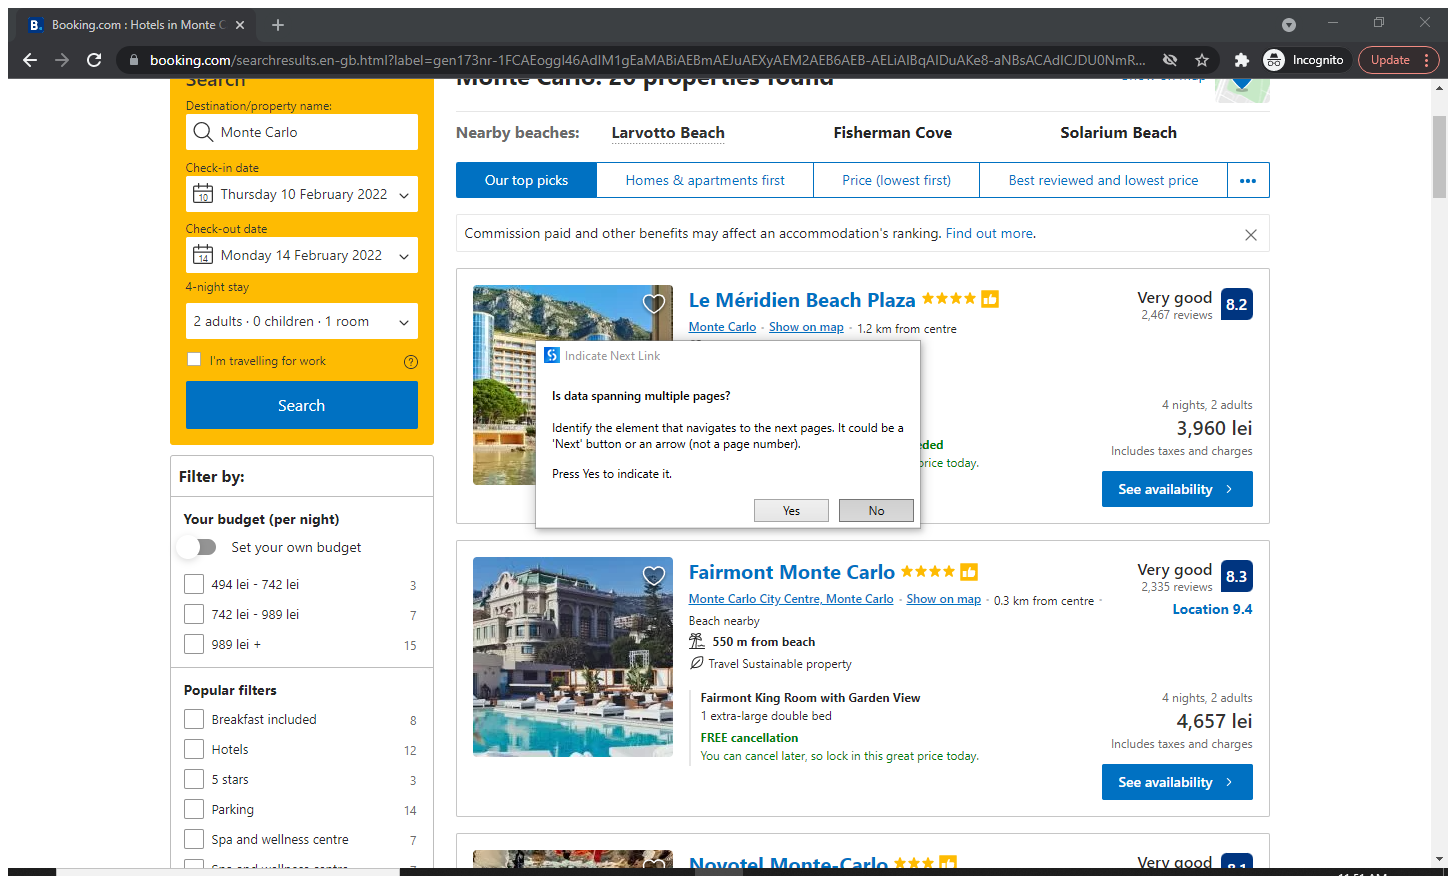 Booking.com : Hotels in Monte C
booking.com/searchresults.en-gb.html?label=gen173nr-1FCAEoggI46AdIM1gEaMABiAEBmAEJuAEXyAEM2AEB6AEB-AELiAIBqAIDuAKe8-aNBsACAdICJDU0NmR...
Incognito
Update
Search
Destination/property name:
Monte Carlo
Check-in date
10
Thursday 10 February 2022
Check-out date
14
Monday 14 February 2022
4-night stay
2 adults · 0 children · 1 room
I'm travelling for work
Search
Filter by:
Your budget (per night)
Set your own budget
494 lei - 742 lei 3
742 lei - 989 lei 7
989 lei + 15
Popular filters
Breakfast included 8
Hotels 12
5 stars 3
Parking 14
Spa and wellness centre 7
Monte Carlo: 20 properties found
Show on map
Nearby beaches: Larvotto Beach Fisherman Cove Solarium Beach
Our top picks Homes & apartments first Price (lowest first) Best reviewed and lowest price
Commission paid and other benefits may affect an accommodation's ranking. Find out more.
Le Méridien Beach Plaza
Monte Carlo - Show on map - 1.2 km from centre
Very good 8.2
2,467 reviews
4 nights, 2 adults
3,960 lei
Includes taxes and charges
See availability
Indicate Next Link
Is data spanning multiple pages?
Identify the element that navigates to the next pages. It could be a
'Next' button or an arrow (not a page number).
Press Yes to indicate it.
Yes No
price today.
Fairmont Monte Carlo
Monte Carlo City Centre, Monte Carlo - Show on map - 0.3 km from centre -
Beach nearby
550 m from beach
Travel Sustainable property
Fairmont King Room with Garden View
1 extra-large double bed
FREE cancellation
You can cancel later, so lock in this great price today.
Very good 8.3
2,335 reviews
Location 9.4
4 nights, 2 adults
4,657 lei
Includes taxes and charges
See availability
Novotel Monte-Carlo
Very good 8.1
11:51 AM